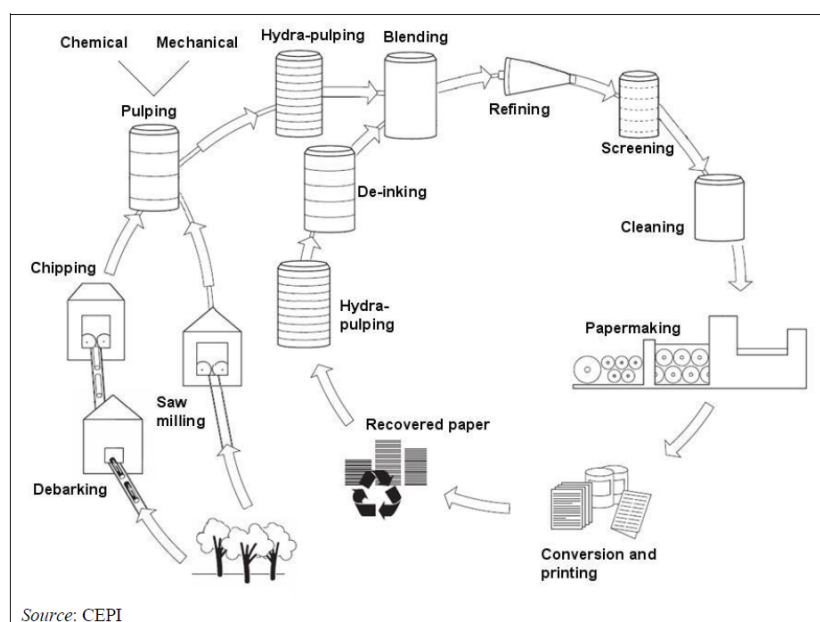 Chemical
Mechanical
Hydra-pulping
Blending
Pulping
Refining
Screening
De-inking
Cleaning
Chipping
Hydra-
pulping
Papermaking
Saw
milling
Recovered paper
Debarking
Conversion and
printing
Source: CEPI